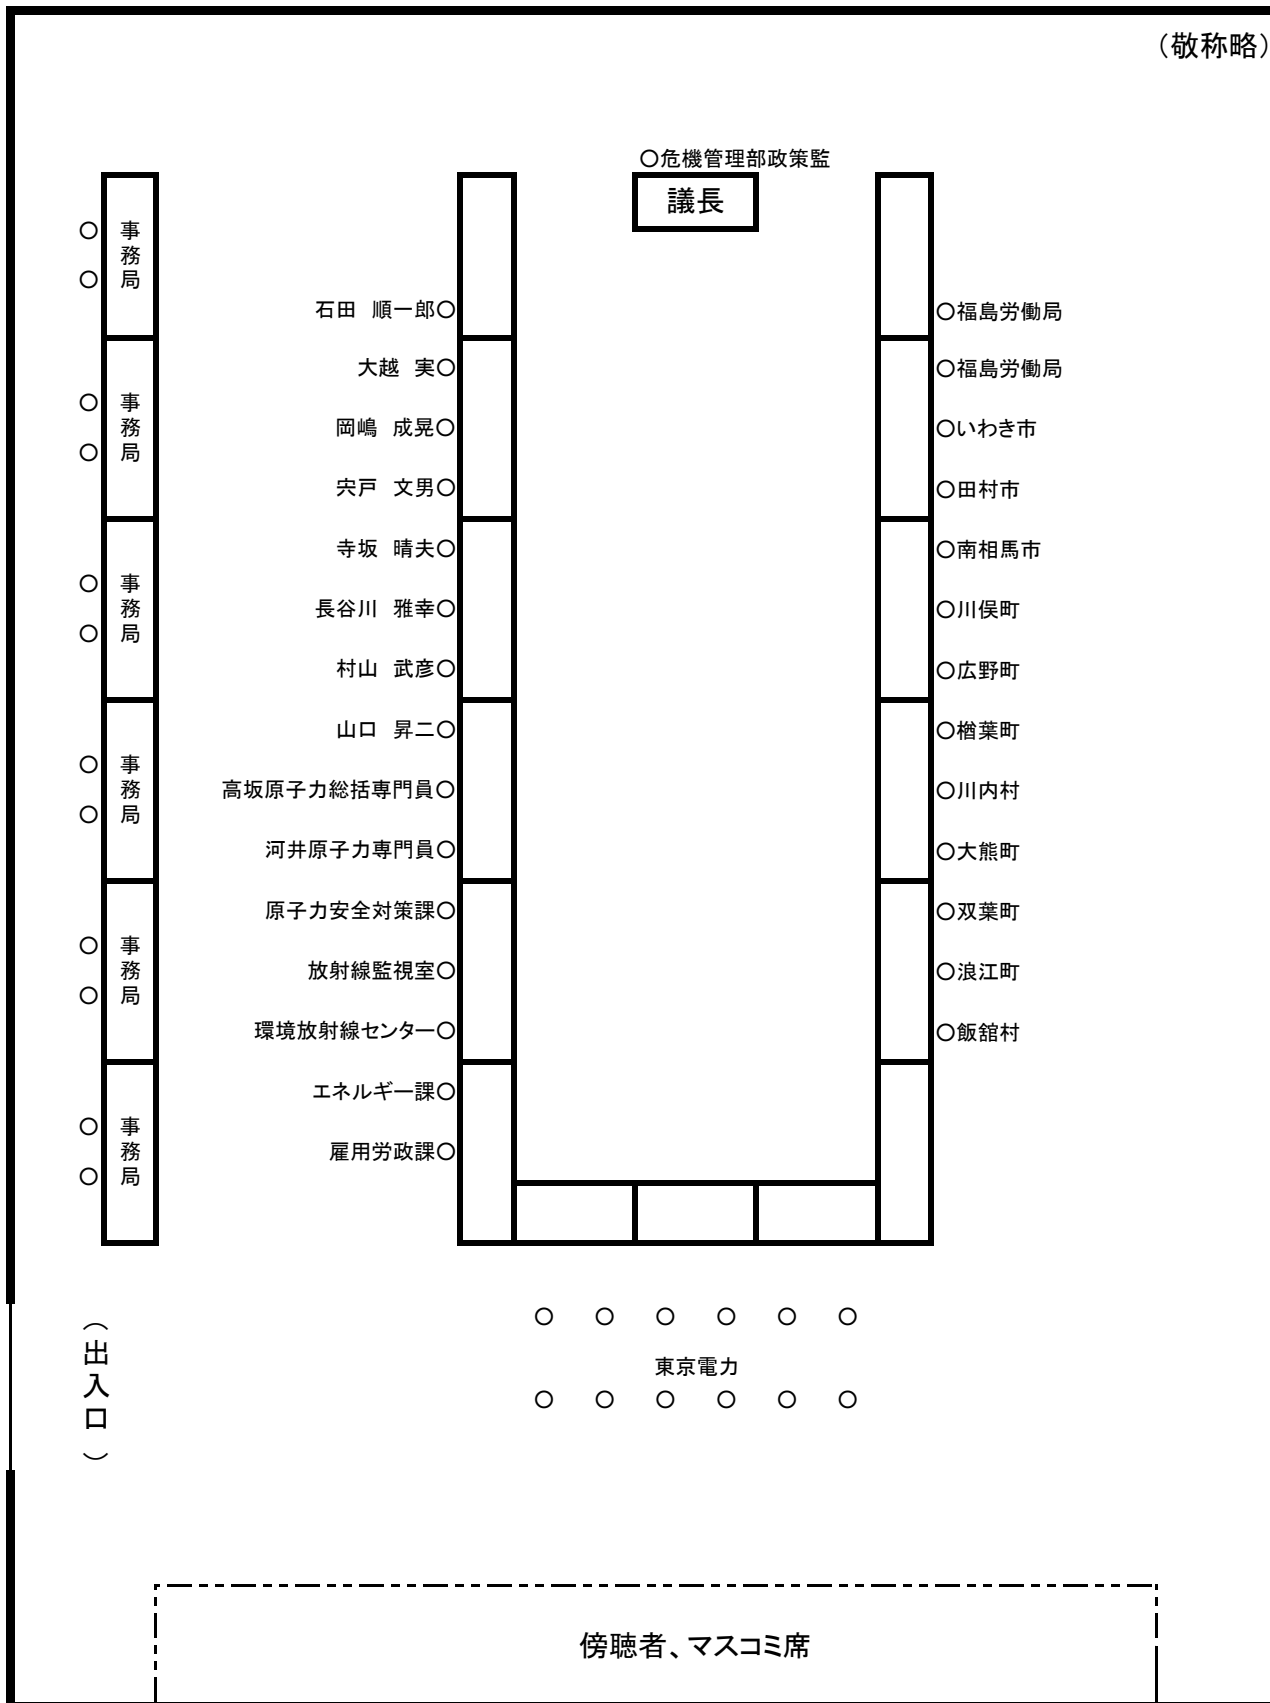 （敬称略）
○危機管理部政策監
議長
事務局
事務局
事務局
事務局
事務局
事務局
石田　順一郎○
大越　実○
岡嶋　成晃○
宍戸　文男○
寺坂　晴夫○
長谷川　雅幸○
村山　武彦○
山口　昇二○
高坂原子力総括専門員○
河井原子力専門員○
原子力安全対策課○
放射線監視室○
環境放射線センター○
エネルギー課○
雇用労政課○
○福島労働局
○福島労働局
○いわき市
○田村市
○南相馬市
○川俣町
○広野町
○楢葉町
○川内村
○大熊町
○双葉町
○浪江町
○飯舘村
東京電力
（出入口）
傍聴者、マスコミ席